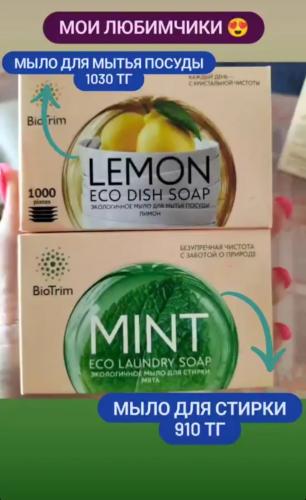 МОИ ЛЮБИМЧИКИ 😍
МЫЛО ДЛЯ МЫТЬЯ ПОСУДЫ
1030 ТГ
КАЖДЫЙ ДЕНЬ —
С КРИСТАЛЬНОЙ ЧИСТОТЫ
BioTrim
LEMON
ECO DISH SOAP
ЭКОЛОГИЧНОЕ МЫЛО ДЛЯ МЫТЬЯ ПОСУДЫ
ЛИМОН
1000
plates
БЕЗУПРЕЧНАЯ ЧИСТОТА
С ЗАБОТОЙ О ПРИРОДЕ
BioTrim
MINT
ECO LAUNDRY SOAP
ЭКОЛОГИЧНОЕ МЫЛО ДЛЯ СТИРКИ
МЯТА
МЫЛО ДЛЯ СТИРКИ
910 ТГ